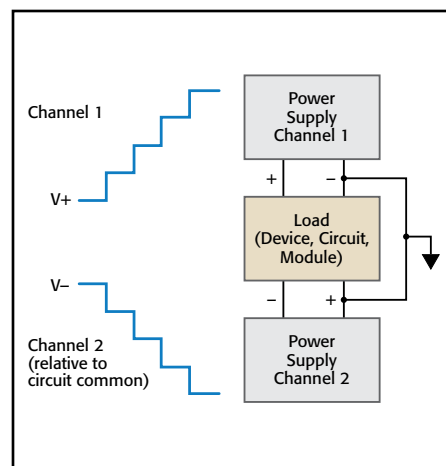 Channel 1
V+
Power
Supply
Channel 1
+ –
Load
(Device, Circuit,
Module)
– +
V–
Channel 2
(relative to
circuit common)
Power
Supply
Channel 2